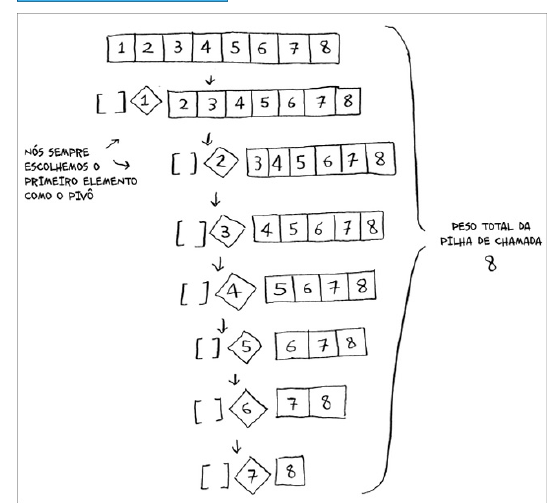 1 2 3 4 5 6 7 8
[ ] 1 2 3 4 5 6 7 8
NÓS SEMPRE
ESCOLHEMOS O
PRIMEIRO ELEMENTO
COMO O PIVÔ
[ ] 2 3 4 5 6 7 8
[ ] 3 4 5 6 7 8
PESO TOTAL DA
PILHA DE CHAMADA
8
[ ] 4 5 6 7 8
[ ] 5 6 7 8
[ ] 6 7 8
[ ] 7 8